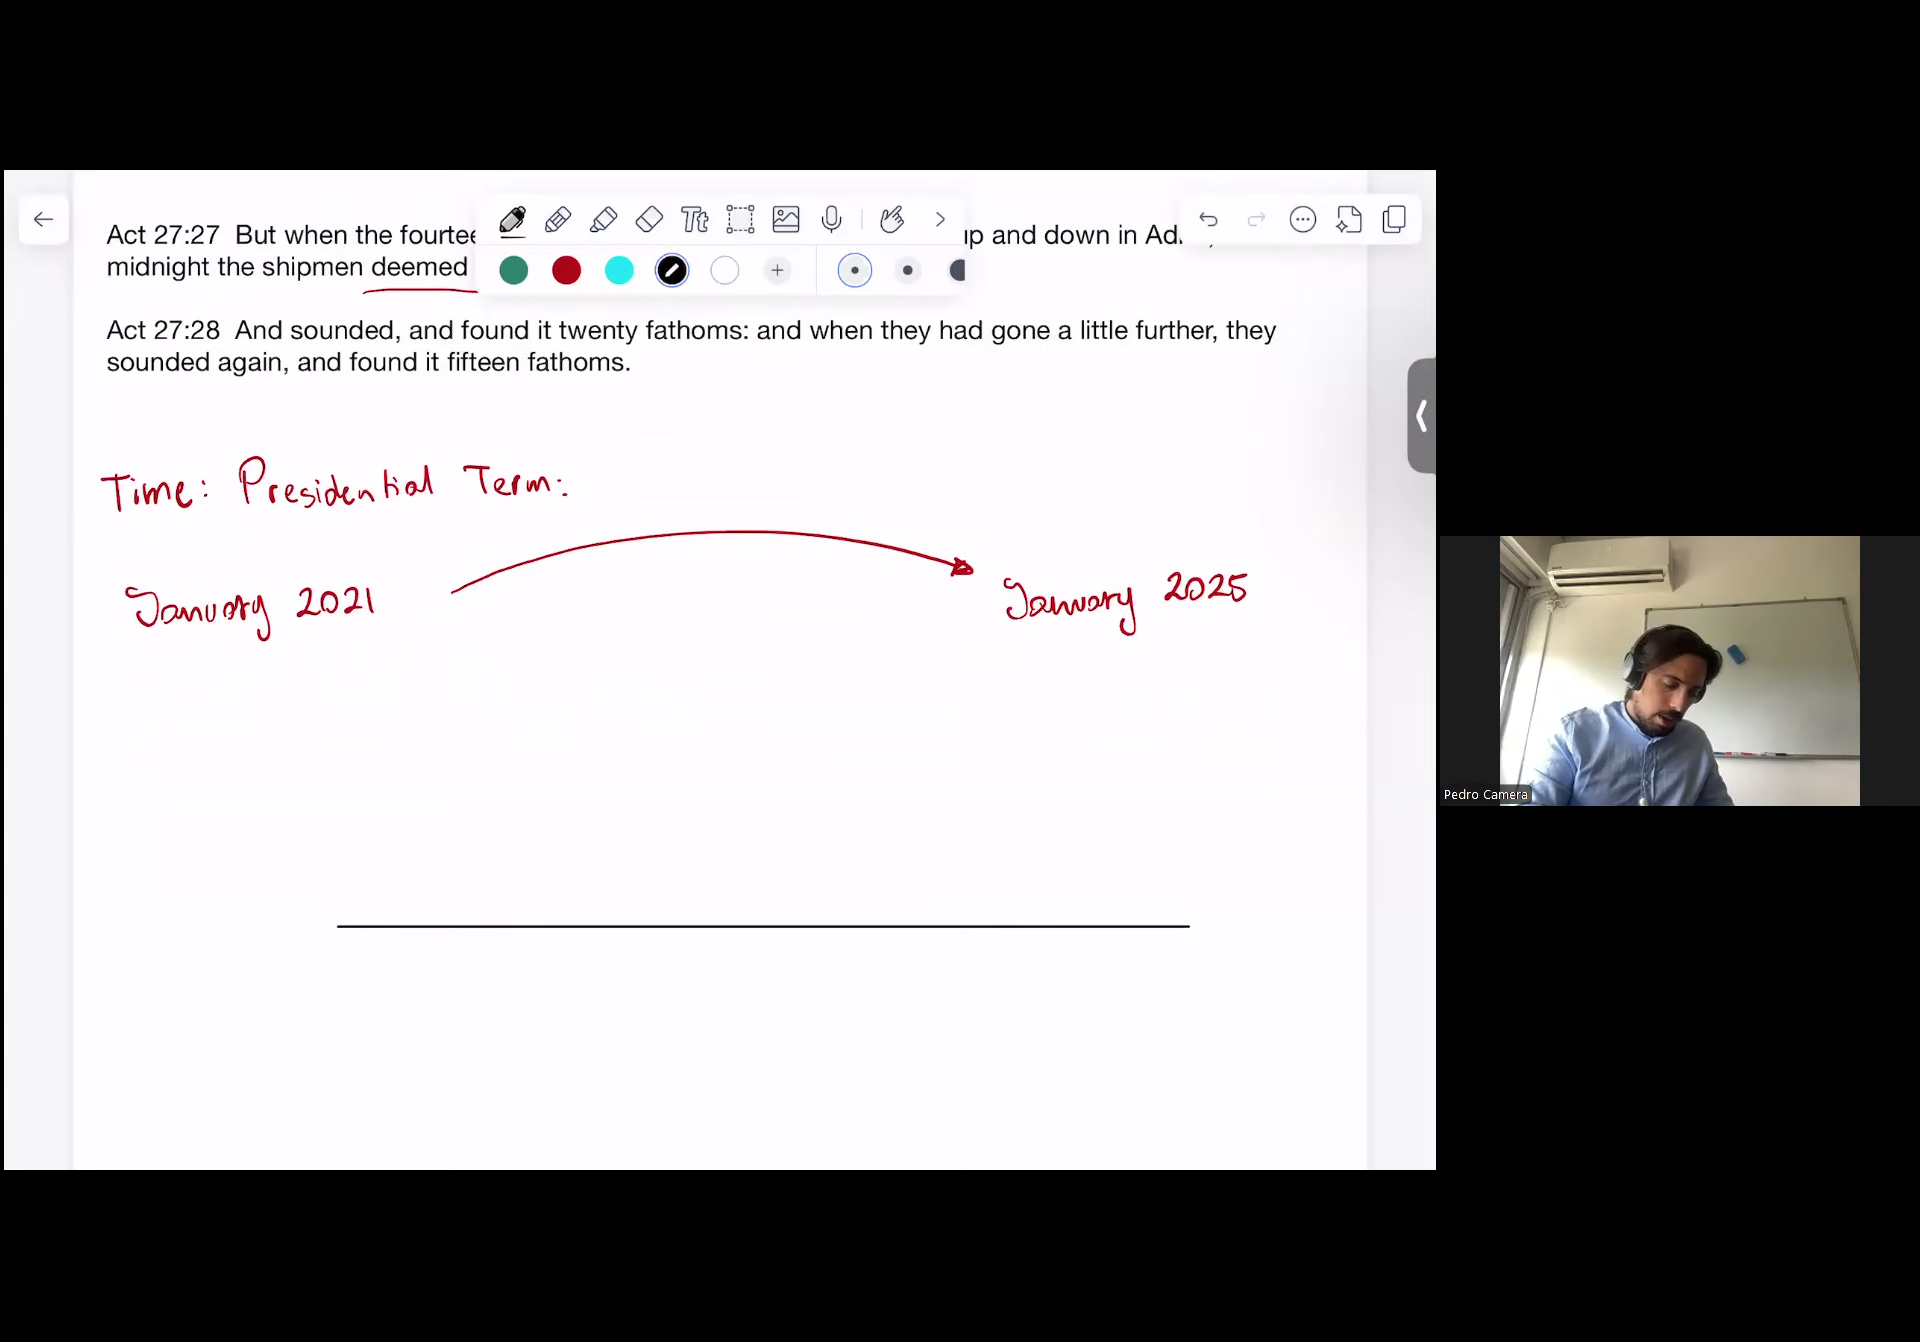 Act 27:27 But when the fourtee up and down in Ad
midnight the shipmen deemed
Act 27:28 And sounded, and found it twenty fathoms: and when they had gone a little further, they
sounded again, and found it fifteen fathoms.
Time: Presidential Term:
January 2021
January 2025
Tt
Pedro Camera